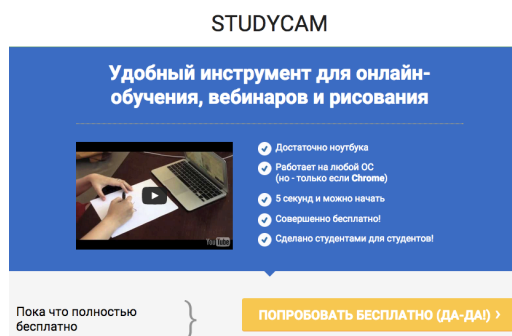 STUDYCAM
Удобный инструмент для онлайн-
обучения, вебинаров и рисования
Достаточно ноутбука
Работает на любой ОС
(но - только если Chrome)
5 секунд и можно начать
Совершенно бесплатно!
Сделано студентами для студентов!
YouTube
Пока что полностью
бесплатно
ПОПРОБОВАТЬ БЕСПЛАТНО (ДА-ДА!) ›